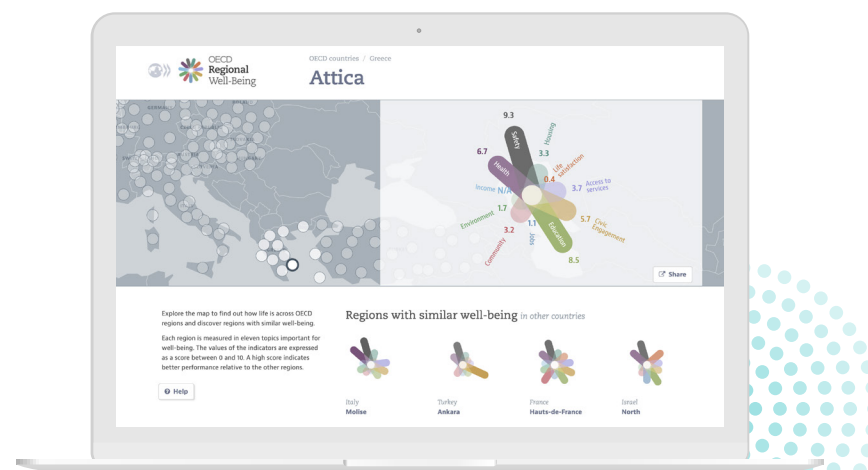 OECD
Regional
Well-Being
OECD countries / Greece
Attica
9.3
Safety
Housing
3.3
6.7
Health
Life
satisfaction
0.4
Access to
services
3.7
Income N/A
Environment
1.7
5.7
Civic
Engagement
3.2
Community
1.1
Jobs
Education
8.5
Share
Explore the map to find out how life is across OECD
regions and discover regions with similar well-being.
Each region is measured in eleven topics important for
well-being. The values of the indicators are expressed
as a score between 0 and 10. A high score indicates
better performance relative to the other regions.
Help
Regions with similar well-being in other countries
Italy
Molise
Turkey
Ankara
France
Hauts-de-France
Israel
North